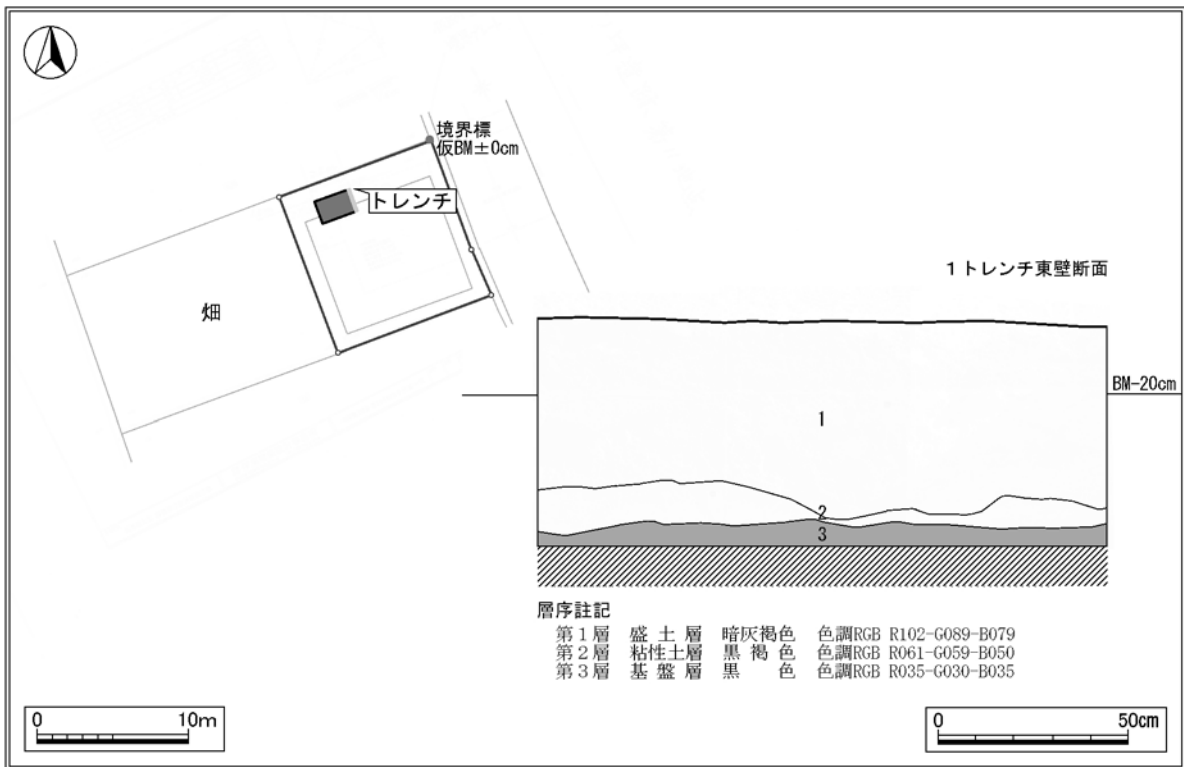 境界標
仮BM±0cm
トレンチ
畑
1トレンチ東壁断面
BM-20cm
1
2
3
層序註記
第1層 盛土層 暗灰褐色 色調RGB R102-G089-B079
第2層 粘性土層 黒褐色 色調RGB R061-G059-B050
第3層 基盤層 黒色 色調RGB R035-G030-B035
0 10m
0 50cm